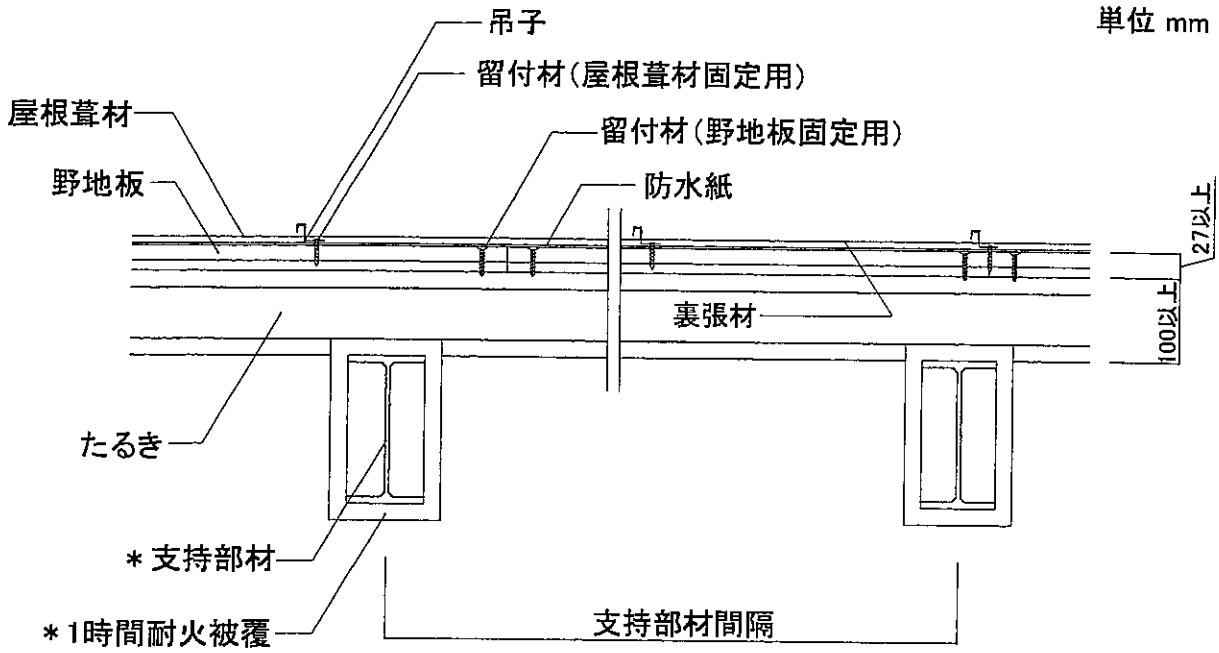 単位 mm
吊子
留付材(屋根葺材固定用)
屋根葺材
留付材(野地板固定用)
野地板
防水紙
27以上
裏張材
100以上
たるき
*支持部材
*1時間耐火被覆
支持部材間隔